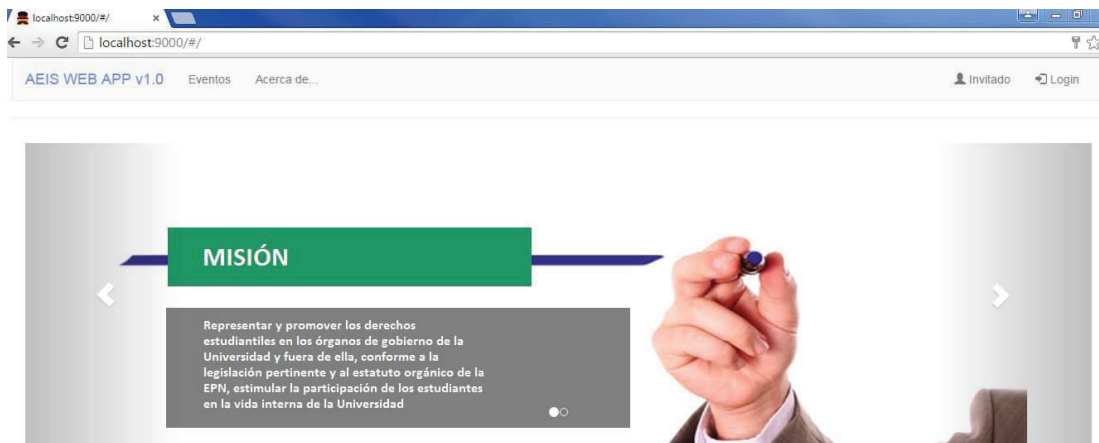 localhost:9000/#/
localhost:9000/#/
AEIS WEB APP v1.0 Eventos Acerca de... Invitado Login
MISIÓN
Representar y promover los derechos
estudiantiles en los órganos de gobierno de la
Universidad y fuera de ella, conforme a la
legislación pertinente y al estatuto orgánico de la
EPN, estimular la participación de los estudiantes
en la vida interna de la Universidad